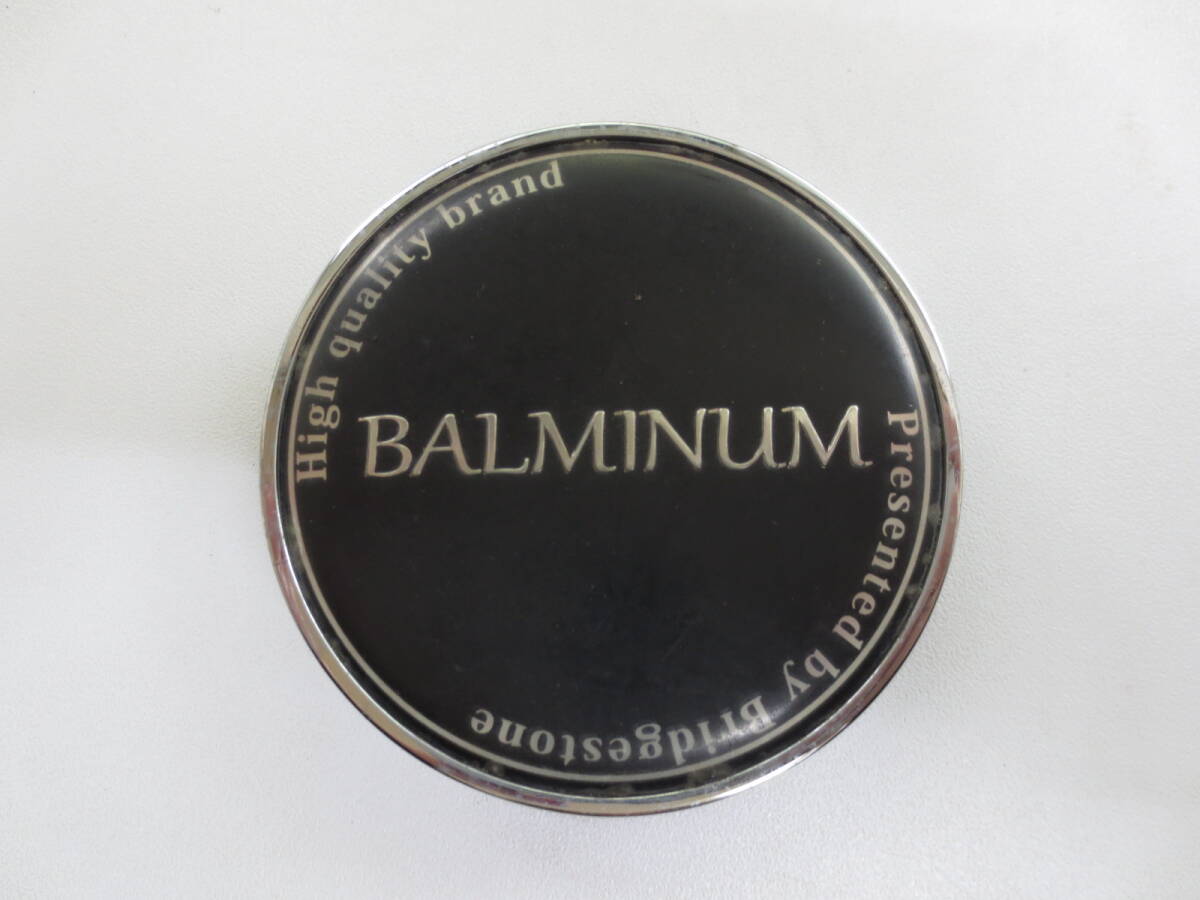 High quality brand
BALMINUM
Presented by Bridgestone